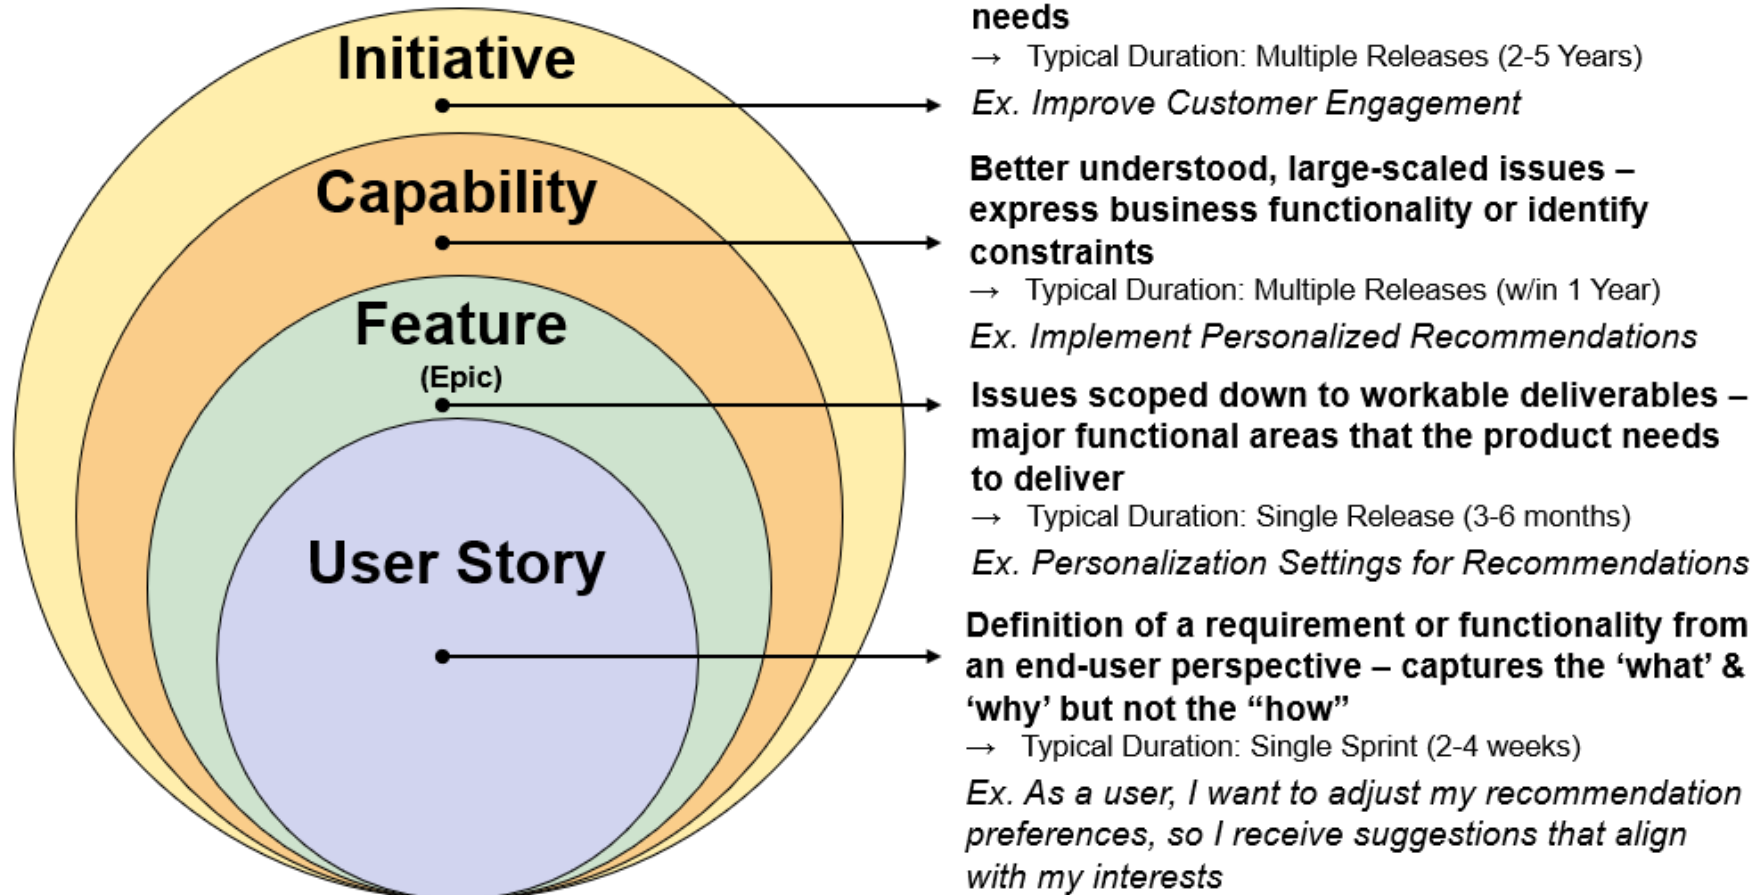 Initiative
needs
→ Typical Duration: Multiple Releases (2-5 Years)
Ex. Improve Customer Engagement
Capability
Better understood, large-scaled issues –
express business functionality or identify
constraints
→ Typical Duration: Multiple Releases (w/in 1 Year)
Ex. Implement Personalized Recommendations
Feature
(Epic)
Issues scoped down to workable deliverables –
major functional areas that the product needs
to deliver
→ Typical Duration: Single Release (3-6 months)
Ex. Personalization Settings for Recommendations
User Story
Definition of a requirement or functionality from
an end-user perspective – captures the ‘what’ &
‘why’ but not the “how”
→ Typical Duration: Single Sprint (2-4 weeks)
Ex. As a user, I want to adjust my recommendation
preferences, so I receive suggestions that align
with my interests